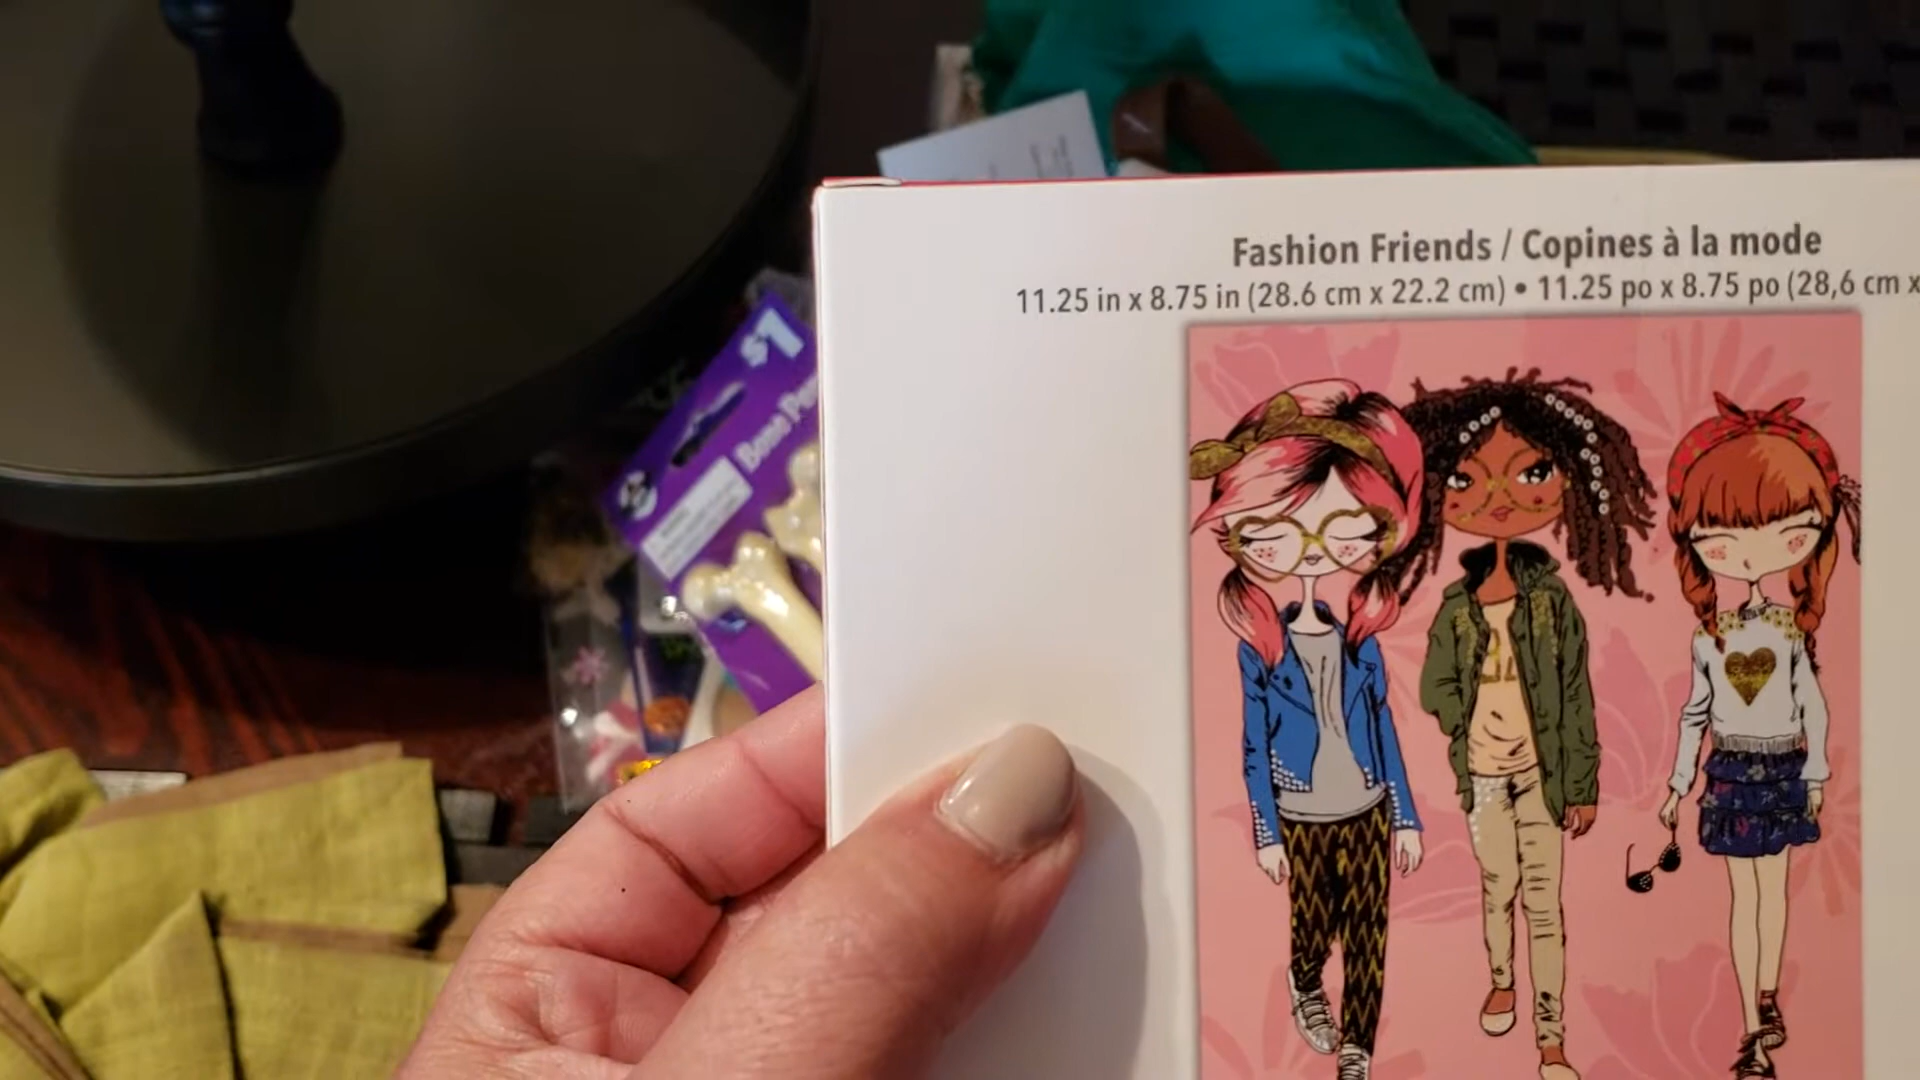 Fashion Friends / Copines à la mode
11.25 in x 8.75 in (28.6 cm x 22.2 cm) • 11.25 po x 8.75 po (28,6 cm x
$1
Bone